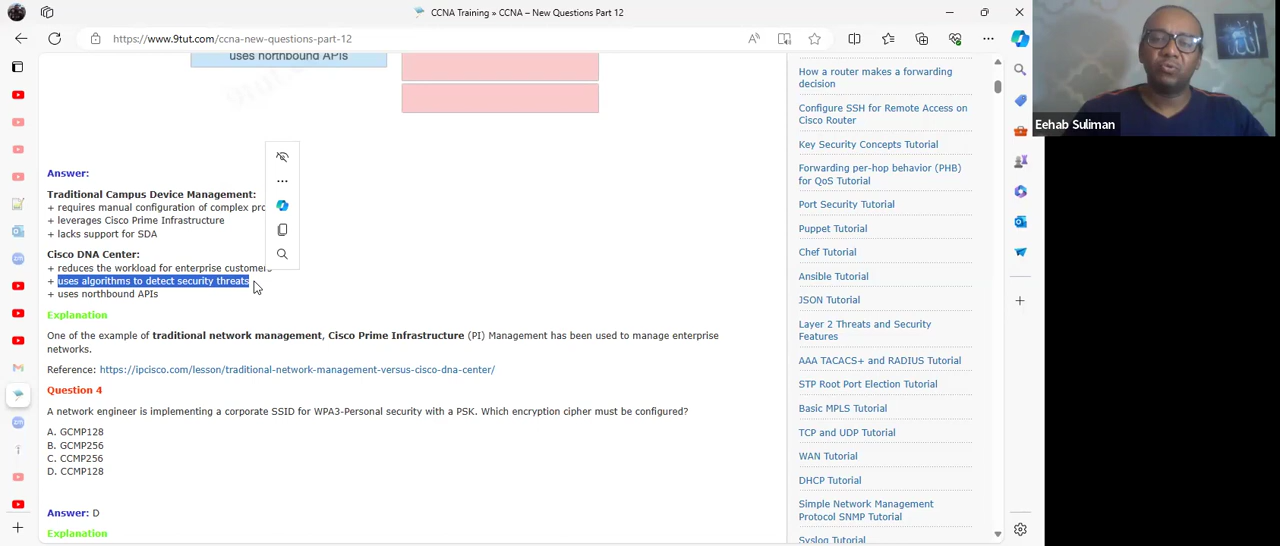 CCNA Training » CCNA – New Questions Part 12
https://www.9tut.com/ccna-new-questions-part-12
uses northbound APIs
Answer:
Traditional Campus Device Management:
+ requires manual configuration of complex pro
+ leverages Cisco Prime Infrastructure
+ lacks support for SDA
Cisco DNA Center:
+ reduces the workload for enterprise customers
+ uses algorithms to detect security threats
+ uses northbound APIs
Explanation
One of the example of traditional network management, Cisco Prime Infrastructure (PI) Management has been used to manage enterprise
networks.
Reference: https://ipcisco.com/lesson/traditional-network-management-versus-cisco-dna-center/
Question 4
A network engineer is implementing a corporate SSID for WPA3-Personal security with a PSK. Which encryption cipher must be configured?
A. GCMP128
B. GCMP256
C. CCMP256
D. CCMP128
Answer: D
Explanation
How a router makes a forwarding
decision
Configure SSH for Remote Access on
Cisco Router
Key Security Concepts Tutorial
Forwarding per-hop behavior (PHB)
for QoS Tutorial
Port Security Tutorial
Puppet Tutorial
Chef Tutorial
Ansible Tutorial
JSON Tutorial
Layer 2 Threats and Security
Features
AAA TACACS+ and RADIUS Tutorial
STP Root Port Election Tutorial
Basic MPLS Tutorial
TCP and UDP Tutorial
WAN Tutorial
DHCP Tutorial
Simple Network Management
Protocol SNMP Tutorial
Syslog Tutorial
Eehab Suliman